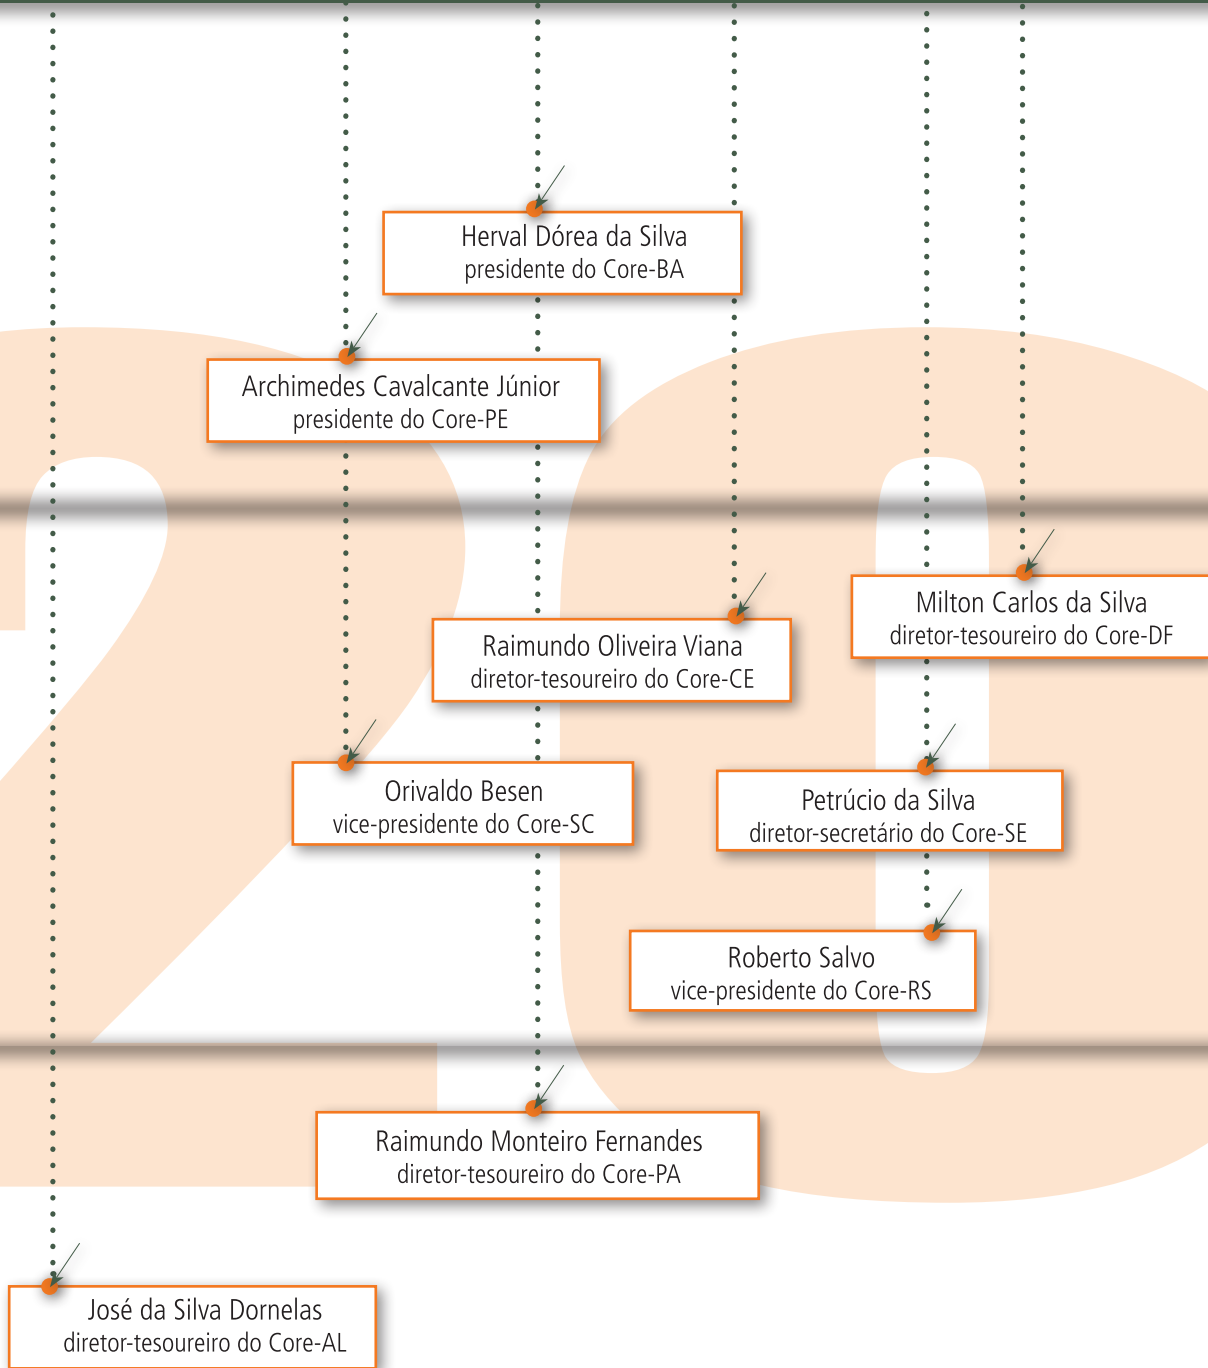 Herval Dórea da Silva
presidente do Core-BA
Archimedes Cavalcante Júnior
presidente do Core-PE
Milton Carlos da Silva
diretor-tesoureiro do Core-DF
Raimundo Oliveira Viana
diretor-tesoureiro do Core-CE
Orivaldo Besen
vice-presidente do Core-SC
Petrúcio da Silva
diretor-secretário do Core-SE
Roberto Salvo
vice-presidente do Core-RS
Raimundo Monteiro Fernandes
diretor-tesoureiro do Core-PA
José da Silva Dornelas
diretor-tesoureiro do Core-AL
20